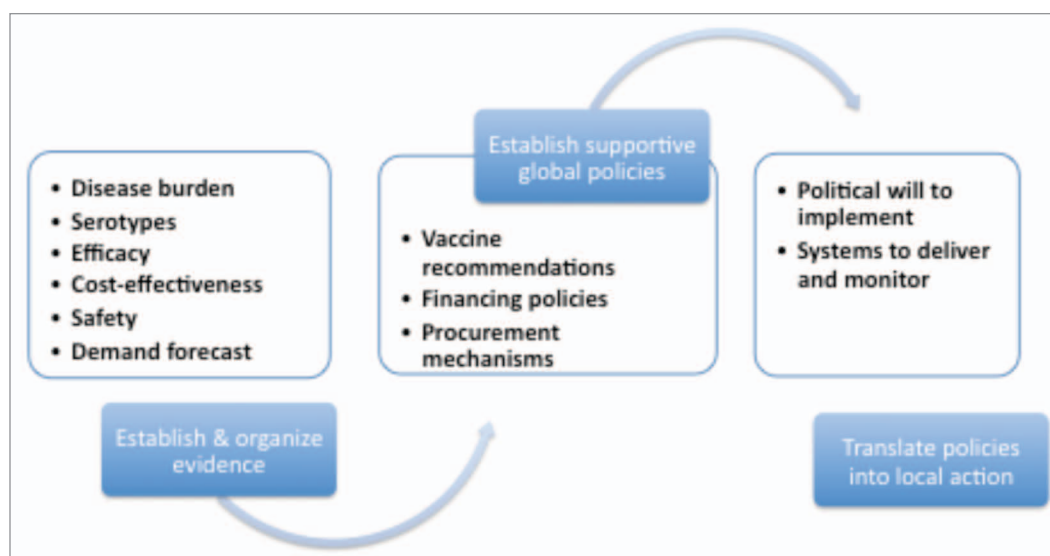 • Disease burden
• Serotypes
• Efficacy
• Cost-effectiveness
• Safety
• Demand forecast
Establish & organize
evidence
Establish supportive
global policies
• Vaccine
recommendations
• Financing policies
• Procurement
mechanisms
• Political will to
implement
• Systems to deliver
and monitor
Translate policies
into local action